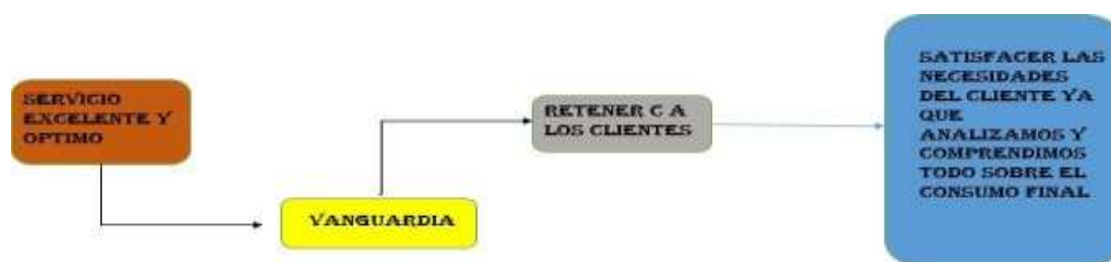 SERVICIO
EXCELENTE Y
OPTIMO
VANGUARDIA
RETENER C A
LOS CLIENTES
SATISFACER LAS
NECESIDADES
DEL CLIENTE YA
QUE
ANALIZAMOS Y
COMPRENDIMOS
TODO SOBRE EL
CONSUMO FINAL